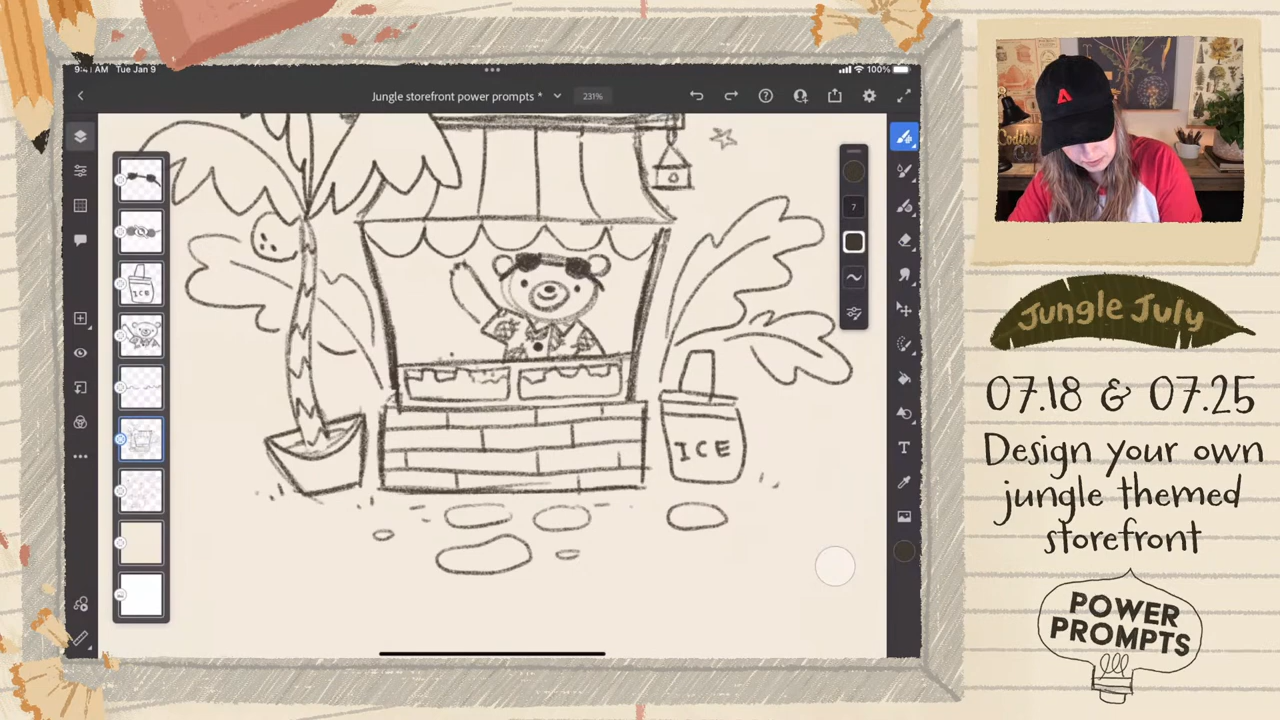 9:41 AM Tue Jan 9
100%
Jungle storefront power prompts *
231%
7
ICE
ICE
Jungle July
07.18 & 07.25
Design your own
jungle themed
storefront
POWER
PROMPTS